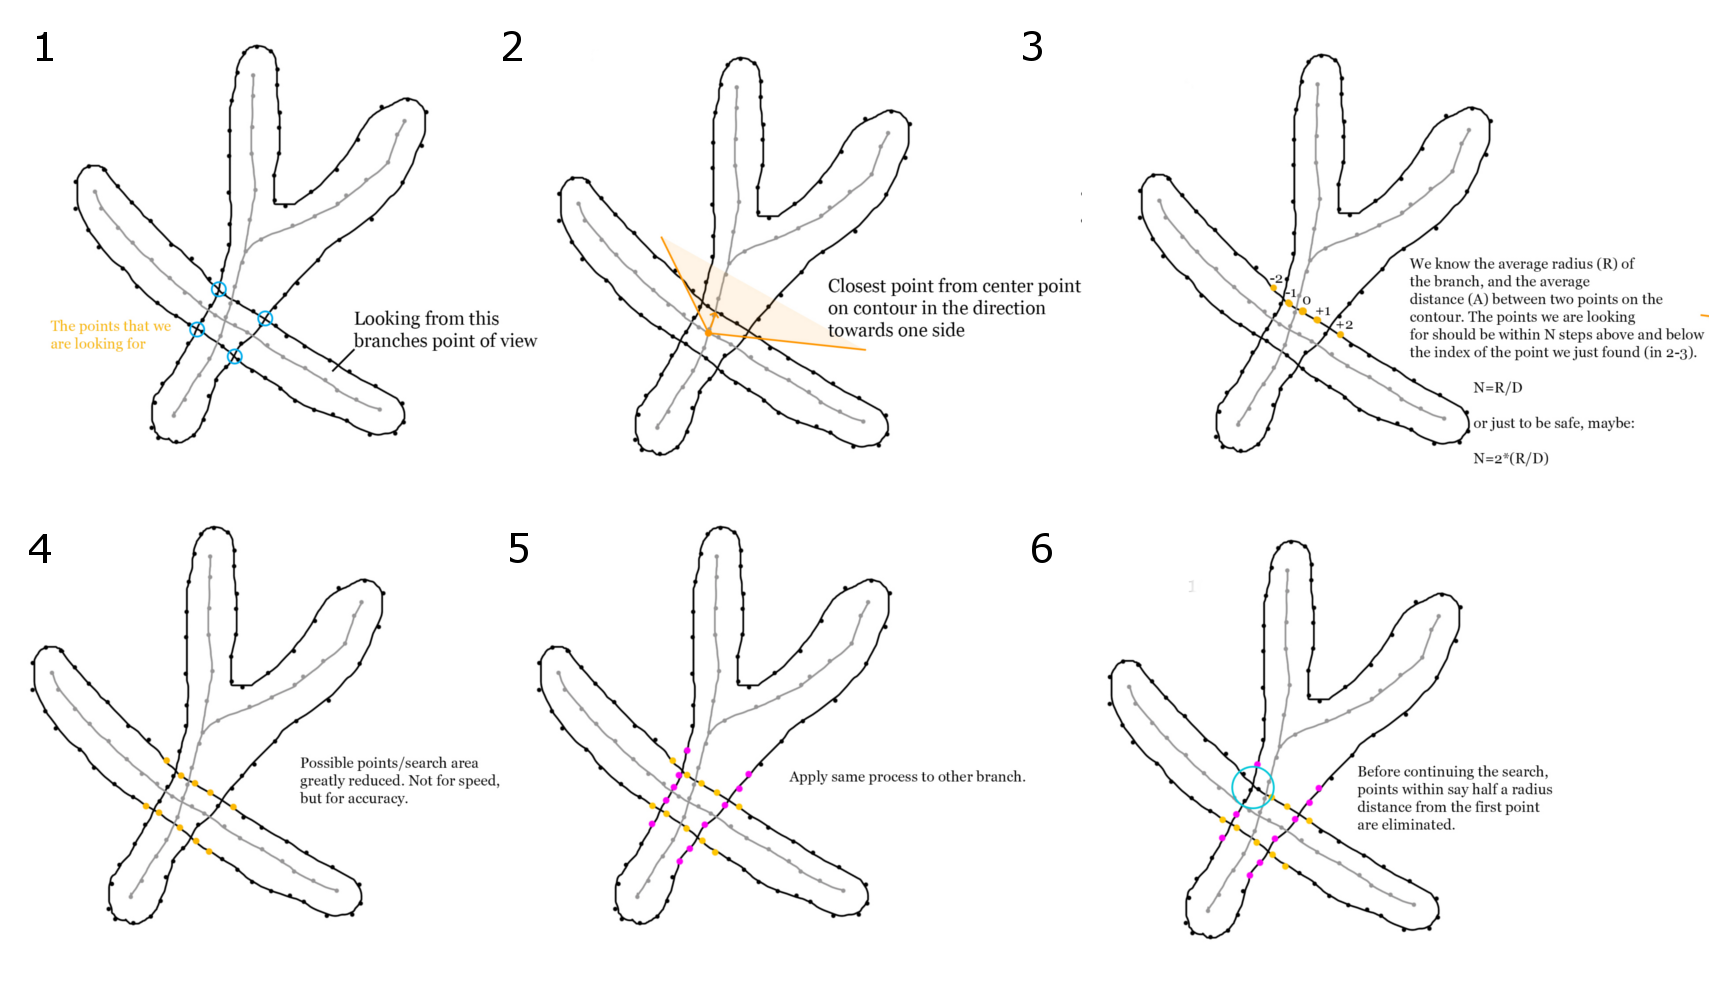 1
The points that we
are looking for
Looking from this
branches point of view
2
Closest point from center point
on contour in the direction
towards one side
3
-2
-1
0
+1
+2
We know the average radius (R) of
the branch, and the average
distance (A) between two points on the
contour. The points we are looking
for should be within N steps above and below
the index of the point we just found (in 2-3).
N=R/D
or just to be safe, maybe:
N=2*(R/D)
4
Possible points/search area
greatly reduced. Not for speed,
but for accuracy.
5
Apply same process to other branch.
6
Before continuing the search,
points within say half a radius
distance from the first point
are eliminated.